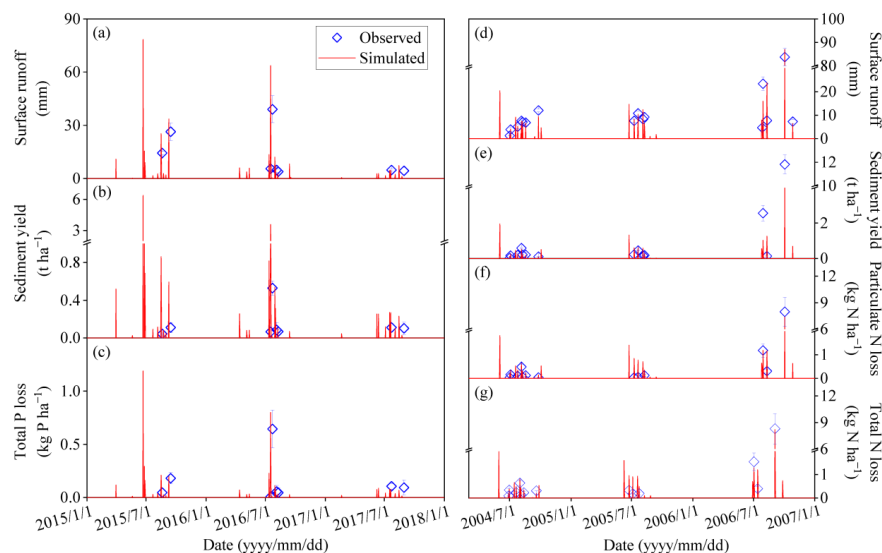 (a)
Observed
Simulated
Surface runoff
(mm)
90
60
30
0
(b)
Sediment yield
(t ha⁻¹)
6
3
0.8
0.4
0.0
(c)
Total P loss
(kg P ha⁻¹)
1.0
0.5
0.0
2015/1/1
2015/7/1
2016/1/1
2016/7/1
2017/1/1
2017/7/1
2018/1/1
Date (yyyy/mm/dd)
(d)
100
90
80
20
10
0
Surface runoff
(mm)
(e)
12
10
2
0
Sediment yield
(t ha⁻¹)
(f)
12
9
6
1
0
Particulate N loss
(kg N ha⁻¹)
(g)
12
9
6
1
0
Total N loss
(kg N ha⁻¹)
2004/7/1
2005/1/1
2005/7/1
2006/1/1
2006/7/1
2007/1/1
Date (yyyy/mm/dd)